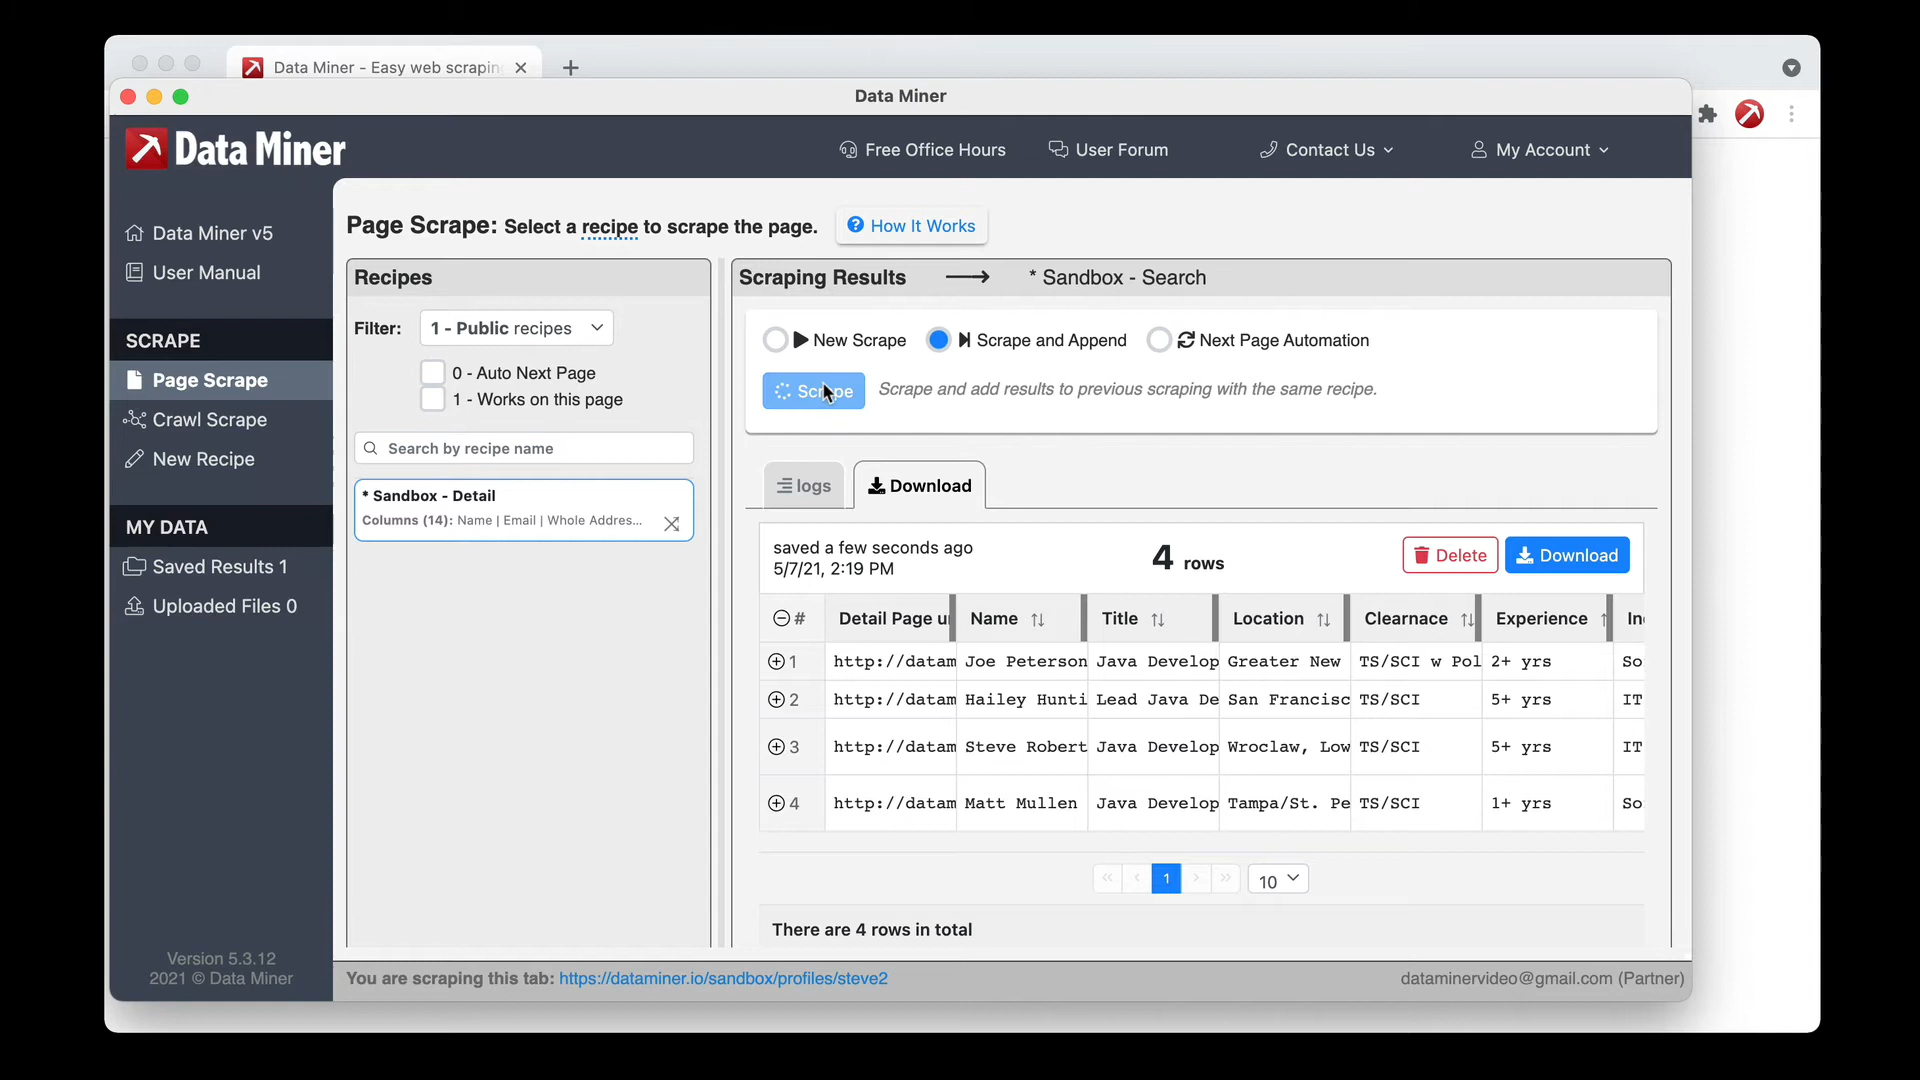 Data Miner - Easy web scraping
Data Miner
Data Miner
Free Office Hours
User Forum
Contact Us
My Account
Data Miner v5
User Manual
SCRAPE
Page Scrape
Crawl Scrape
New Recipe
MY DATA
Saved Results 1
Uploaded Files 0
Version 5.3.12
2021 © Data Miner
Page Scrape: Select a recipe to scrape the page.
How It Works
Recipes
Filter: 1 - Public recipes
0 - Auto Next Page
1 - Works on this page
Search by recipe name
* Sandbox - Detail
Columns (14): Name | Email | Whole Addres...
Scraping Results * Sandbox - Search
New Scrape Scrape and Append Next Page Automation
Scrape Scrape and add results to previous scraping with the same recipe.
logs Download
saved a few seconds ago
5/7/21, 2:19 PM
4 rows
Delete Download
# Detail Page u Name Title Location Clearnace Experience In
1 http://datam Joe Peterson Java Develop Greater New TS/SCI w Pol 2+ yrs So
2 http://datam Hailey Hunti Lead Java De San Francisc TS/SCI 5+ yrs IT
3 http://datam Steve Robert Java Develop Wroclaw, Low TS/SCI 5+ yrs IT
4 http://datam Matt Mullen Java Develop Tampa/St. Pe TS/SCI 1+ yrs So
« ‹ 1 › » 10
There are 4 rows in total
You are scraping this tab: https://dataminer.io/sandbox/profiles/steve2
dataminervideo@gmail.com (Partner)